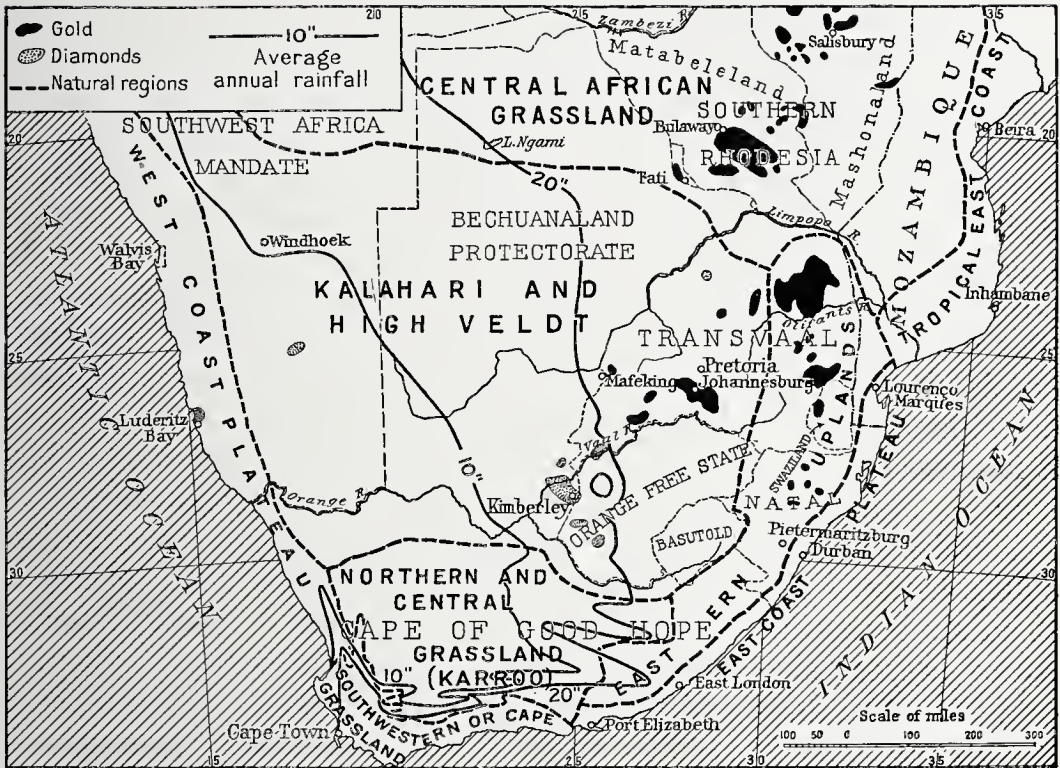 Gold
Diamonds
Natural regions
10"
Average
annual rainfall
20
25
35
Zambezi R.
Salisbury
Matabeleland
Mashonaland
CENTRAL AFRICAN
GRASSLAND
SOUTHERN
RHODESIA
Bulawayo
Tati
L. Ngami
20"
MOZAMBIQUE
TROPICAL EAST COAST
Beira
20
20
SOUTHWEST AFRICA
MANDATE
WEST COAST PLATEAU
Windhoek
Walvis
Bay
ATLANTIC OCEAN
BECHUANALAND
PROTECTORATE
Limpopo R.
KALAHARI AND
HIGH VELDT
Inhambane
Olifants R.
TRANSVAAL
25
25
Pretoria
Mafeking
Johannesburg
Lourenço
Marques
Luderitz
Bay
Vaal R.
10"
SWAZILAND
Orange R.
Kimberley
ORANGE FREE STATE
NATAL
BASUTOLD
Pietermaritzburg
Durban
PLATEAU
EASTERN UPLANDS
EAST COAST
INDIAN OCEAN
30
30
NORTHERN AND
CENTRAL
CAPE OF GOOD HOPE
GRASSLAND
(KARROO)
10"
20"
SOUTHWESTERN OR CAPE
GRASSLAND
East London
Port Elizabeth
Cape Town
Scale of miles
100 50 0 100 200 300
15
25
35